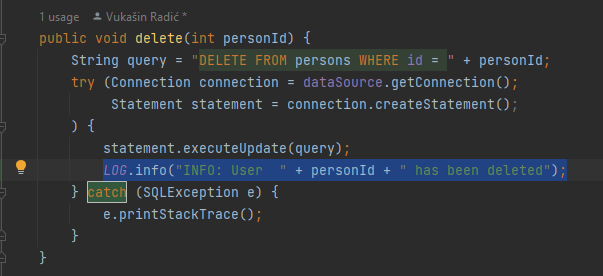 1 usage Vukašin Radić *
public void delete(int personId) {
String query = "DELETE FROM persons WHERE id = " + personId;
try (Connection connection = dataSource.getConnection();
Statement statement = connection.createStatement();
) {
statement.executeUpdate(query);
LOG.info("INFO: User  " + personId + " has been deleted");
} catch (SQLException e) {
e.printStackTrace();
}
}